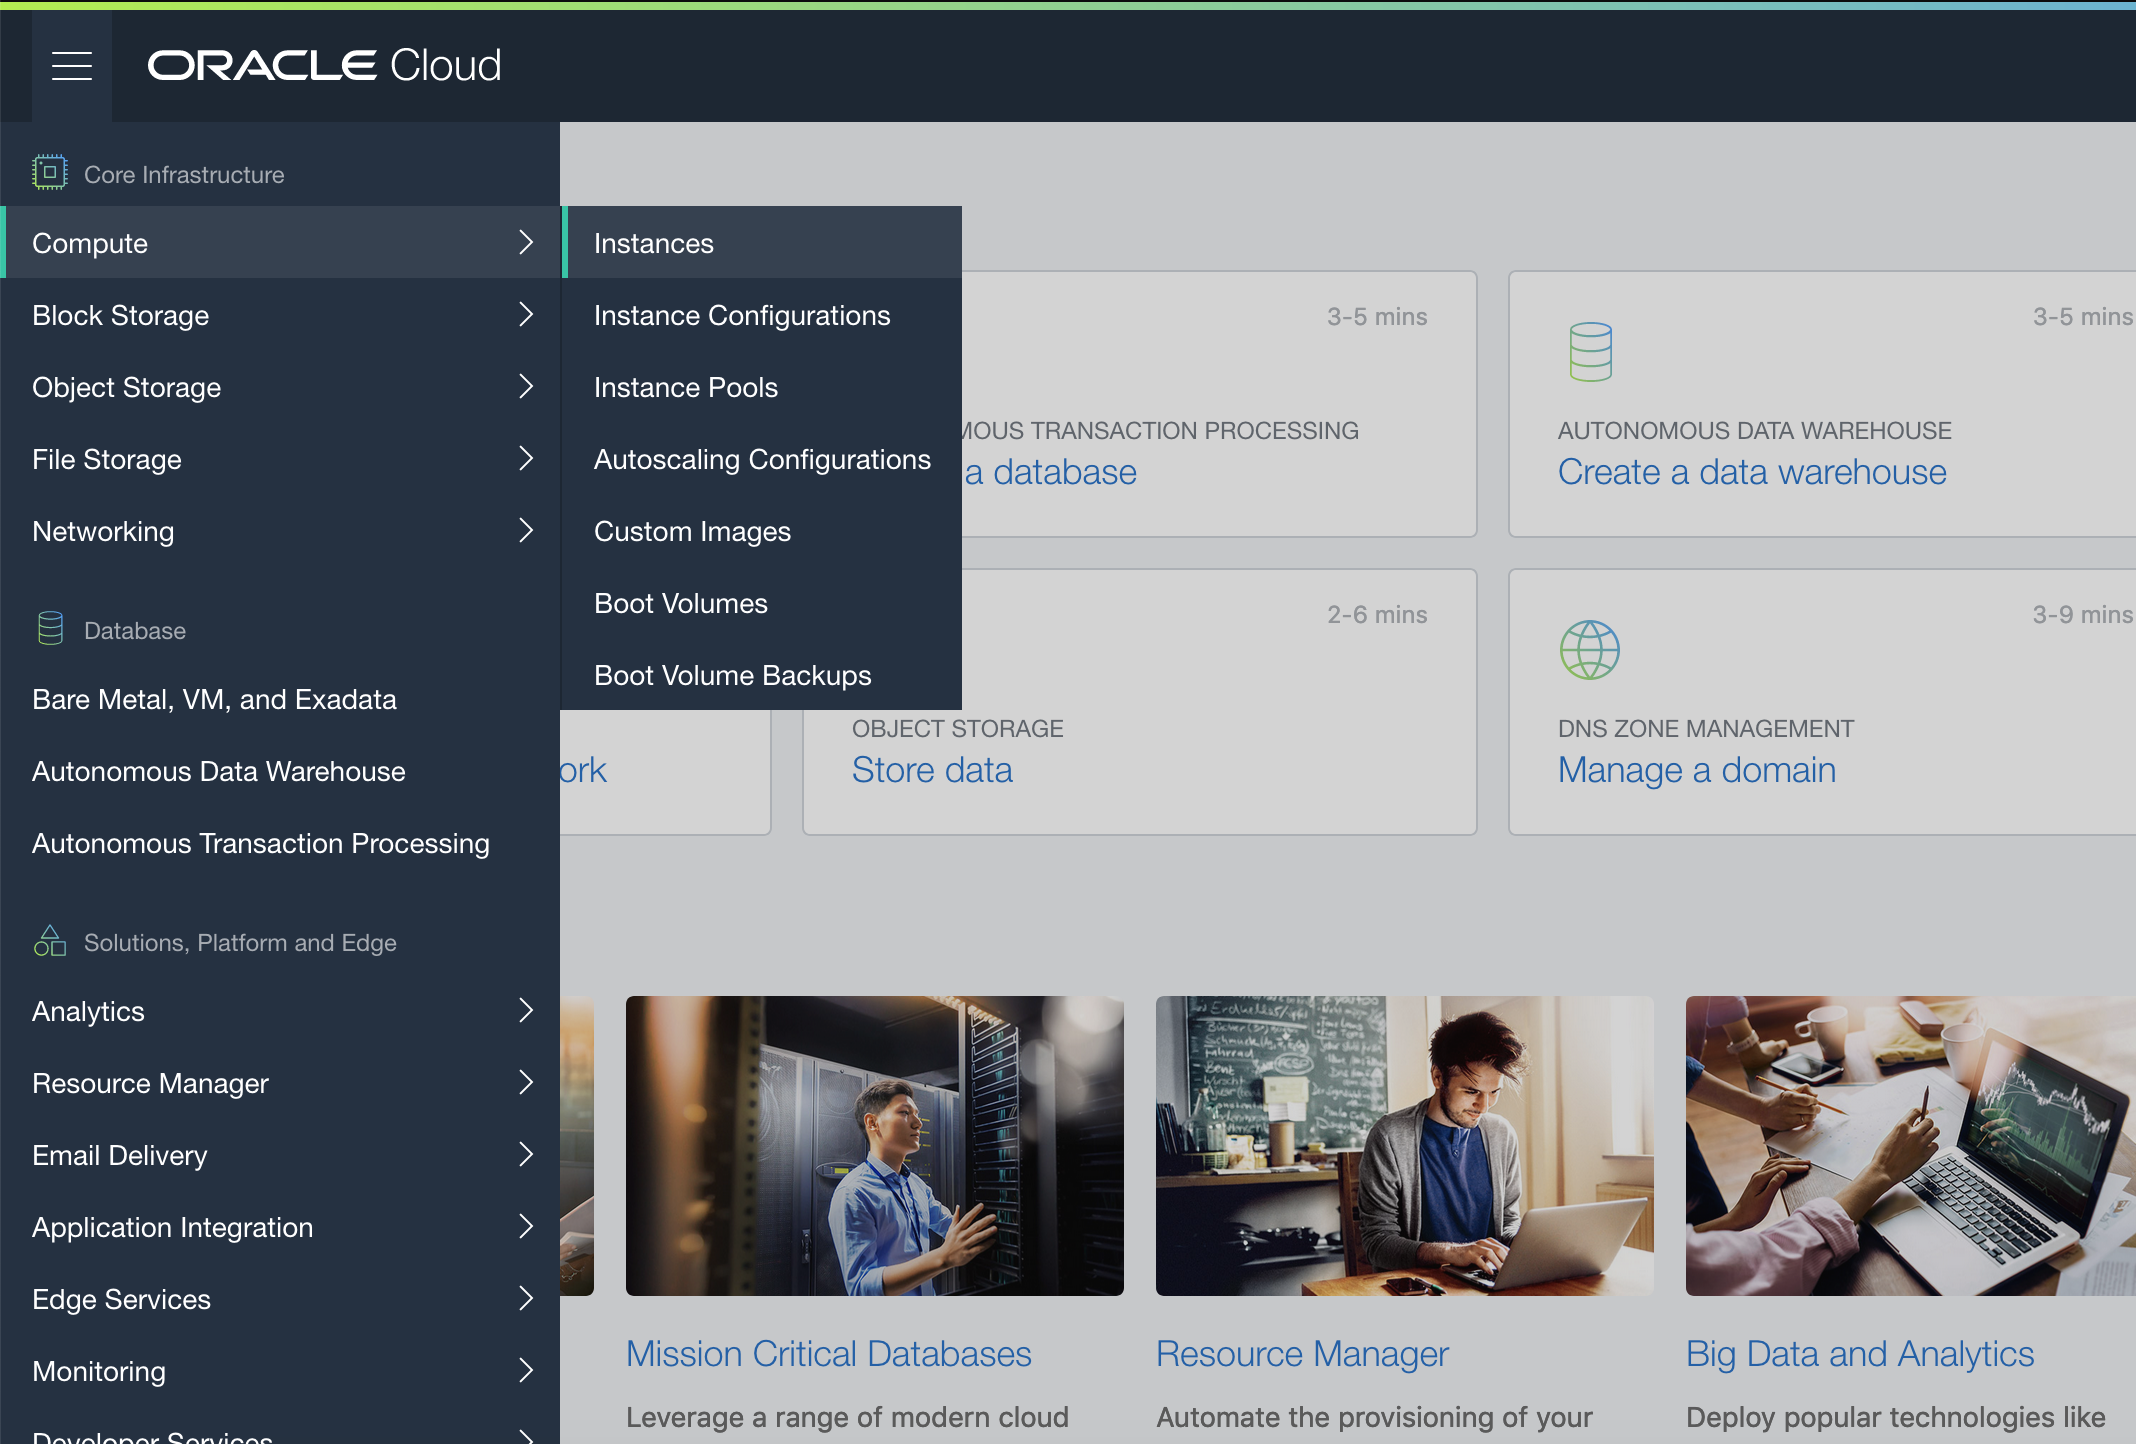 ORACLE Cloud
Core Infrastructure
Compute
Block Storage
Object Storage
File Storage
Networking
Database
Bare Metal, VM, and Exadata
Autonomous Data Warehouse
Autonomous Transaction Processing
Solutions, Platform and Edge
Analytics
Resource Manager
Email Delivery
Application Integration
Edge Services
Monitoring
Developer Services
Instances
Instance Configurations
Instance Pools
Autoscaling Configurations
Custom Images
Boot Volumes
Boot Volume Backups
3-5 mins
MOUS TRANSACTION PROCESSING
a database
3-5 mins
AUTONOMOUS DATA WAREHOUSE
Create a data warehouse
ork
2-6 mins
OBJECT STORAGE
Store data
3-9 mins
DNS ZONE MANAGEMENT
Manage a domain
Mission Critical Databases
Leverage a range of modern cloud
Resource Manager
Automate the provisioning of your
Big Data and Analytics
Deploy popular technologies like